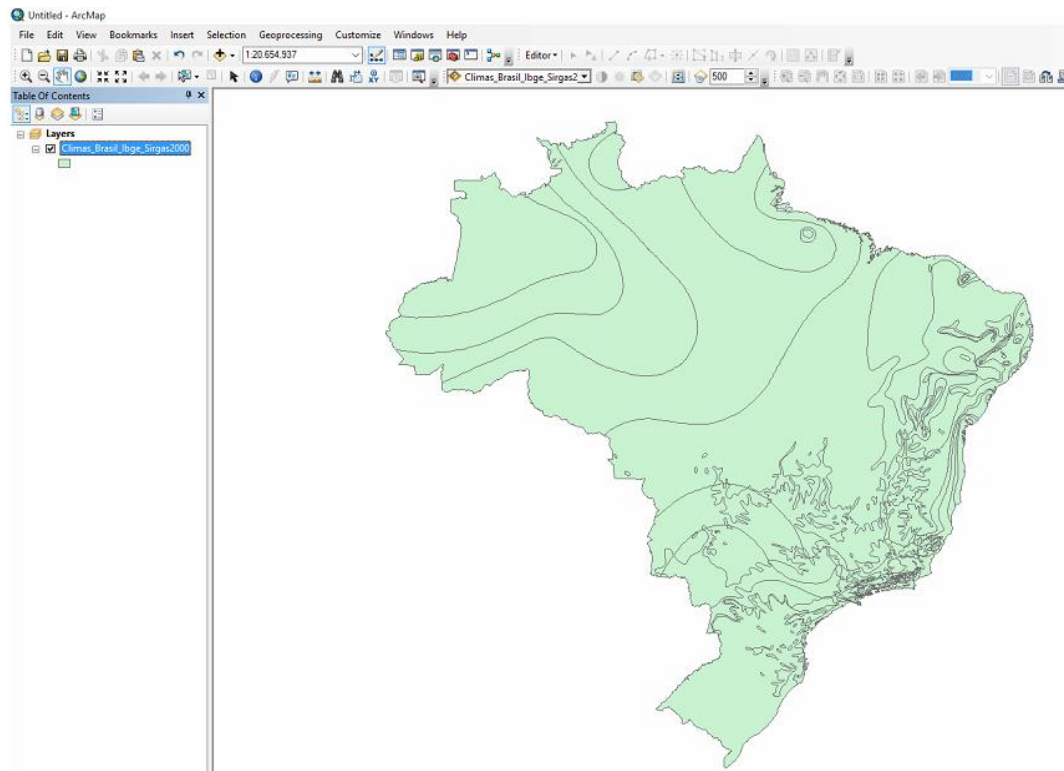 Untitled - ArcMap
File Edit View Bookmarks Insert Selection Geoprocessing Customize Windows Help
1:20.654.937 Editor
Climas_Brasil_Ibge_Sirgas2 500
Table Of Contents
Layers
Climas_Brasil_Ibge_Sirgas2000